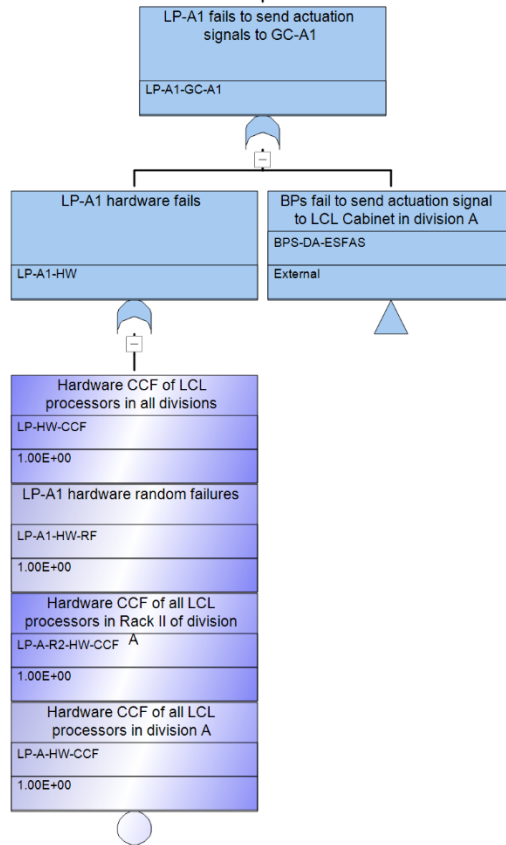 LP-A1 fails to send actuation
signals to GC-A1
LP-A1-GC-A1
LP-A1 hardware fails
LP-A1-HW
BPs fail to send actuation signal
to LCL Cabinet in division A
BPS-DA-ESFAS
External
Hardware CCF of LCL
processors in all divisions
LP-HW-CCF
1.00E+00
LP-A1 hardware random failures
LP-A1-HW-RF
1.00E+00
Hardware CCF of all LCL
processors in Rack II of division
A
LP-A-R2-HW-CCF
1.00E+00
Hardware CCF of all LCL
processors in division A
LP-A-HW-CCF
1.00E+00